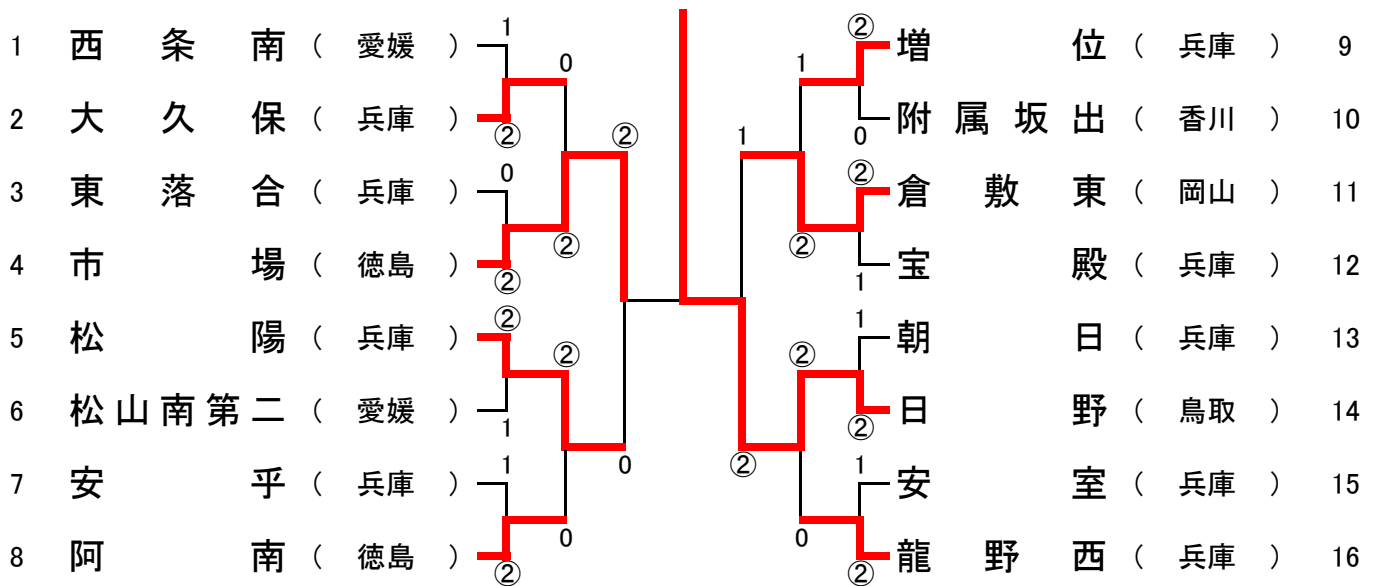 1 西条南（愛媛） 1 ② 増位（兵庫） 9
0 1
2 大久保（兵庫） ② 0 附属坂出（香川） 10
② 1
3 東落合（兵庫） 0 ② 倉敷東（岡山） 11
② ②
4 市場（徳島） ② 1 宝殿（兵庫） 12
5 松陽（兵庫） ② 1 朝日（兵庫） 13
② ②
6 松山南第二（愛媛） 1 ② 日野（鳥取） 14
0 ②
7 安乎（兵庫） 1 1 安室（兵庫） 15
0 0
8 阿南（徳島） ② ② 龍野西（兵庫） 16